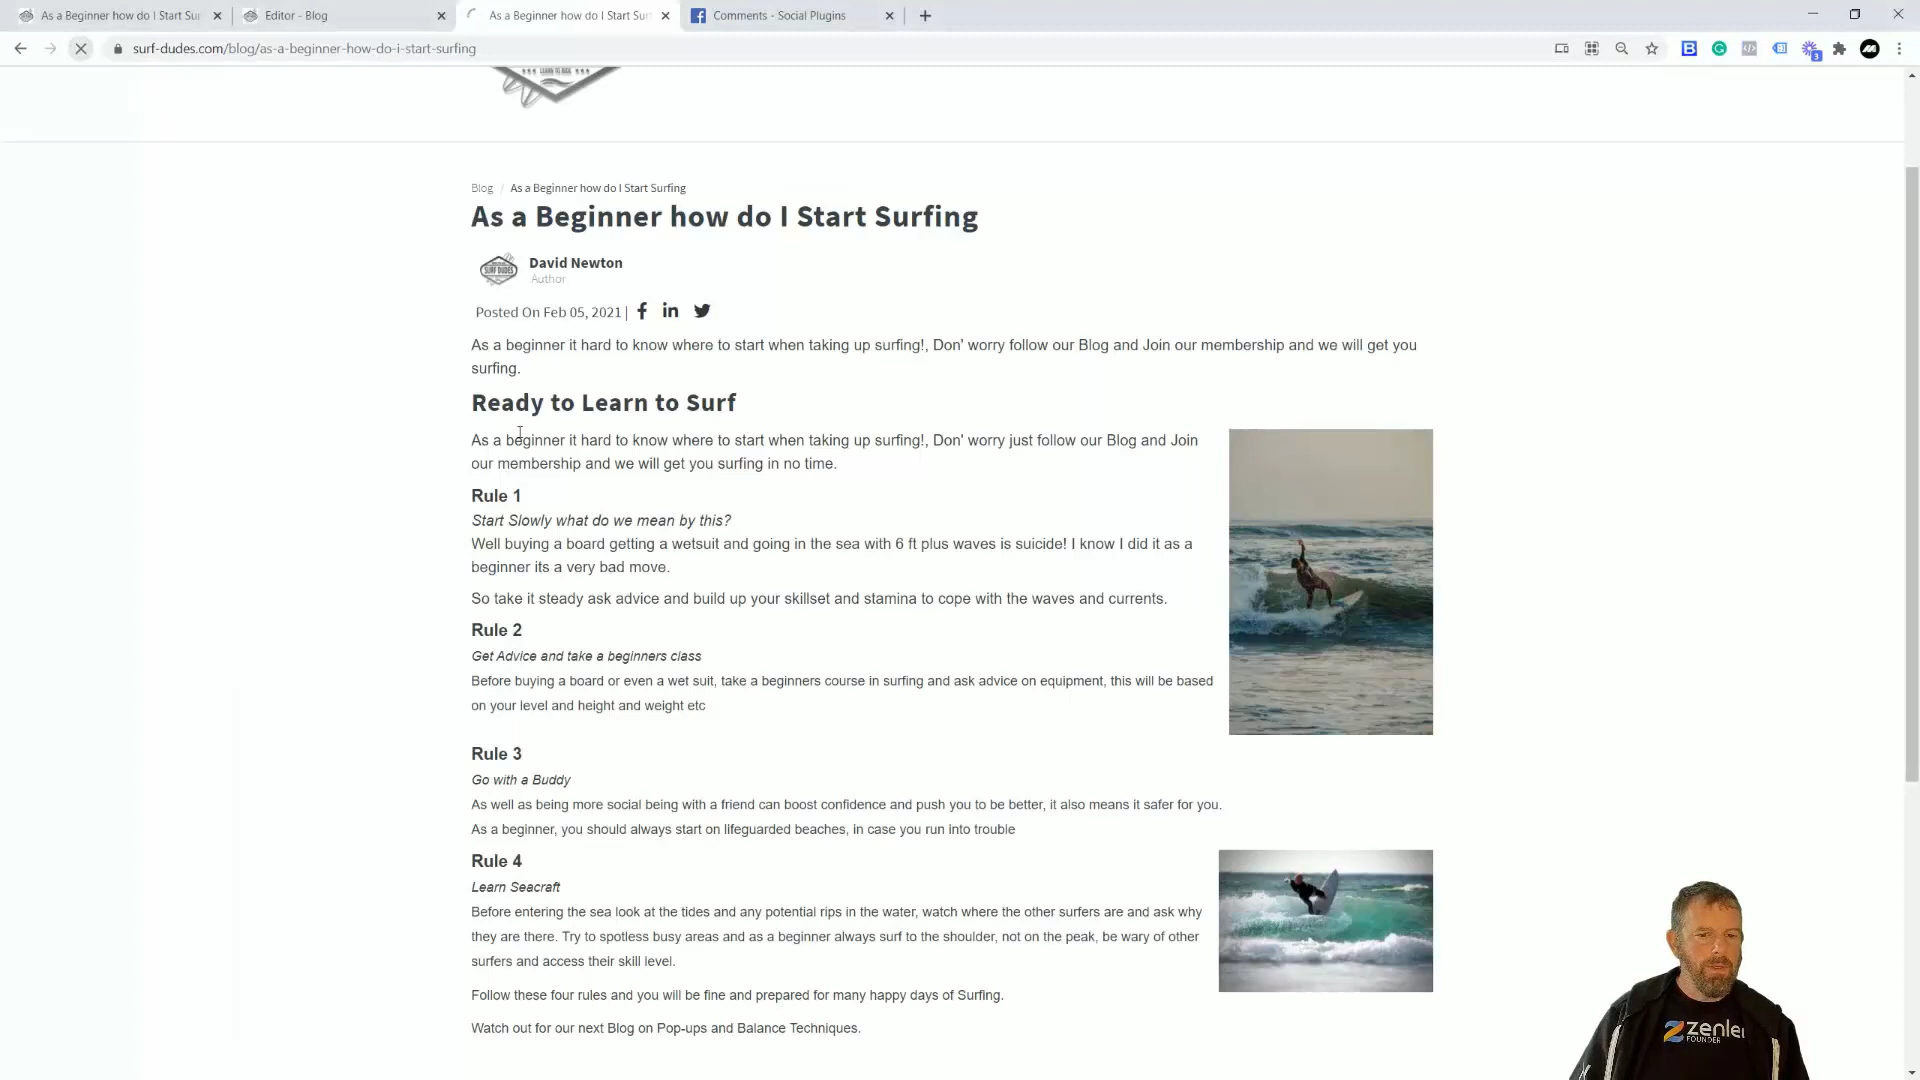 As a Beginner how do I Start Sur
Editor - Blog
As a Beginner how do I Start Sur
Comments - Social Plugins
surf-dudes.com/blog/as-a-beginner-how-do-i-start-surfing
3
LEARN TO RIDE
Blog / As a Beginner how do I Start Surfing
As a Beginner how do I Start Surfing
SURF DUDES
David Newton
Author
Posted On Feb 05, 2021 |
As a beginner it hard to know where to start when taking up surfing!, Don' worry follow our Blog and Join our membership and we will get you
surfing.
Ready to Learn to Surf
As a beginner it hard to know where to start when taking up surfing!, Don' worry just follow our Blog and Join
our membership and we will get you surfing in no time.
Rule 1
Start Slowly what do we mean by this?
Well buying a board getting a wetsuit and going in the sea with 6 ft plus waves is suicide! I know I did it as a
beginner its a very bad move.
So take it steady ask advice and build up your skillset and stamina to cope with the waves and currents.
Rule 2
Get Advice and take a beginners class
Before buying a board or even a wet suit, take a beginners course in surfing and ask advice on equipment, this will be based
on your level and height and weight etc
Rule 3
Go with a Buddy
As well as being more social being with a friend can boost confidence and push you to be better, it also means it safer for you.
As a beginner, you should always start on lifeguarded beaches, in case you run into trouble
Rule 4
Learn Seacraft
Before entering the sea look at the tides and any potential rips in the water, watch where the other surfers are and ask why
they are there. Try to spotless busy areas and as a beginner always surf to the shoulder, not on the peak, be wary of other
surfers and access their skill level.
Follow these four rules and you will be fine and prepared for many happy days of Surfing.
Watch out for our next Blog on Pop-ups and Balance Techniques.
zenle
FOUNDER